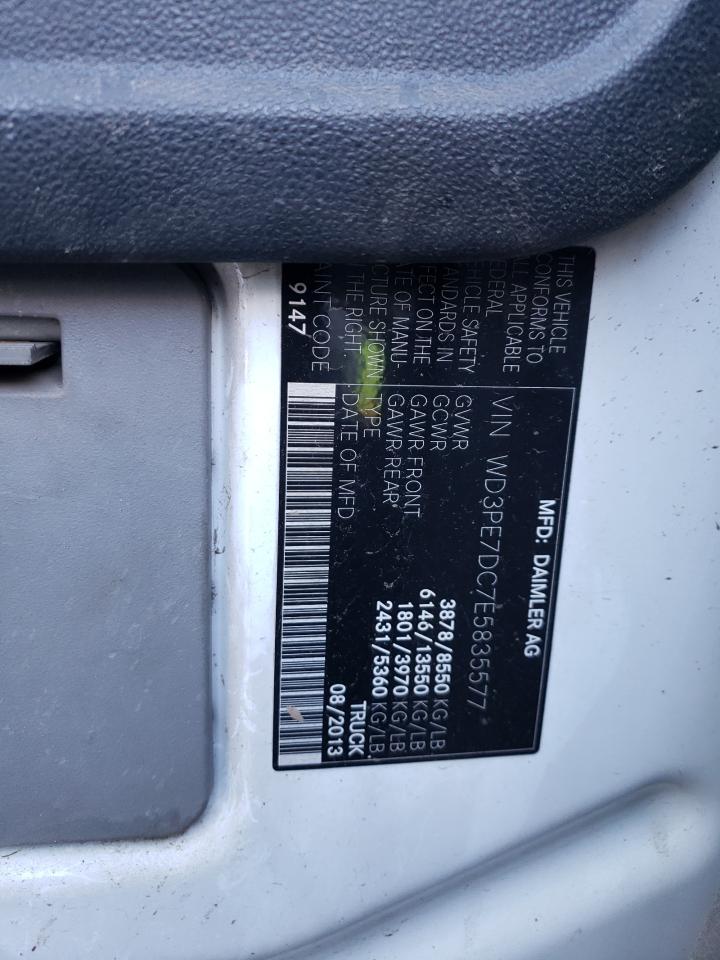 MFD: DAIMLER AG
VIN WD3PE7DC7E5835577
GVWR 3878/8550 KG/LB
GCWR 6146/13550 KG/LB
GAWR FRONT 1801/3970 KG/LB
GAWR REAR 2431/5360 KG/LB
TYPE TRUCK
DATE OF MFD 08/2013
THIS VEHICLE
CONFORMS TO
ALL APPLICABLE
FEDERAL
VEHICLE SAFETY
STANDARDS IN
EFFECT ON THE
DATE OF MANU-
FACTURE SHOWN
THE RIGHT.
PAINT CODE
9147